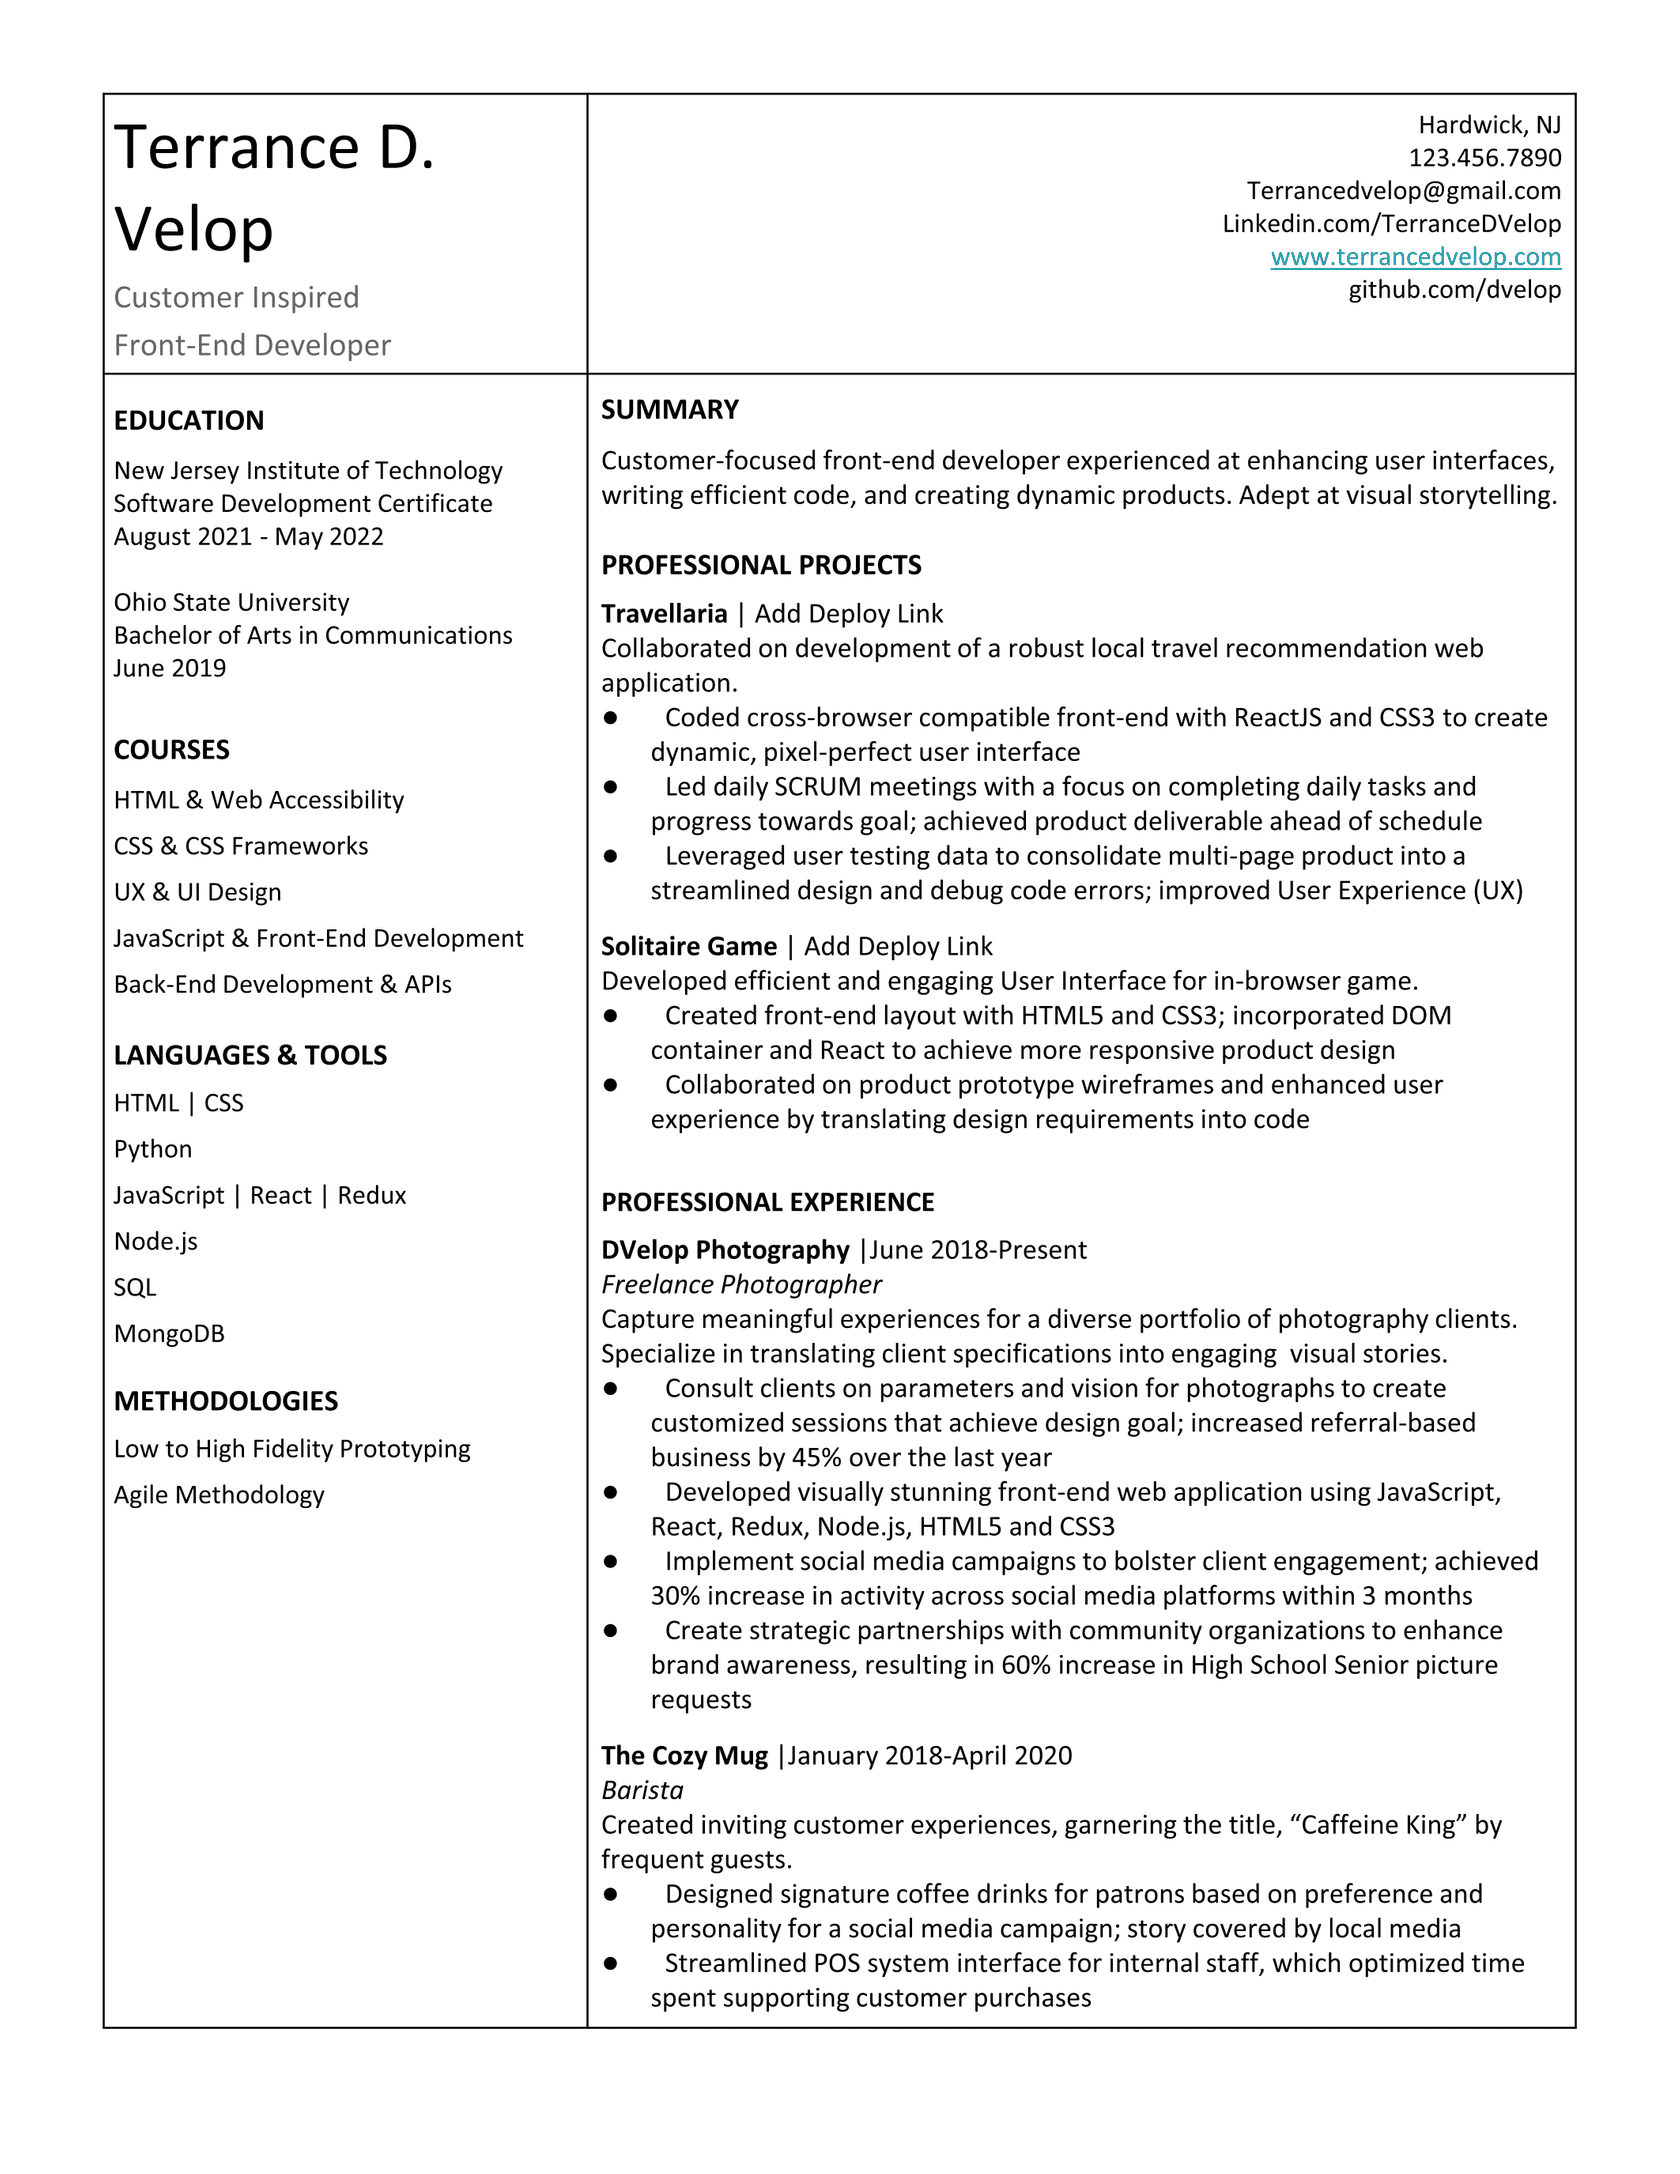 Terrance D.
Velop
Customer Inspired
Front-End Developer
Hardwick, NJ
123.456.7890
Terrancedvelop@gmail.com
Linkedin.com/TerranceDVelop
www.terrancedvelop.com
github.com/dvelop
EDUCATION
New Jersey Institute of Technology
Software Development Certificate
August 2021 - May 2022
Ohio State University
Bachelor of Arts in Communications
June 2019
COURSES
HTML & Web Accessibility
CSS & CSS Frameworks
UX & UI Design
JavaScript & Front-End Development
Back-End Development & APIs
LANGUAGES & TOOLS
HTML | CSS
Python
JavaScript | React | Redux
Node.js
SQL
MongoDB
METHODOLOGIES
Low to High Fidelity Prototyping
Agile Methodology
SUMMARY
Customer-focused front-end developer experienced at enhancing user interfaces,
writing efficient code, and creating dynamic products. Adept at visual storytelling.
PROFESSIONAL PROJECTS
Travellaria | Add Deploy Link
Collaborated on development of a robust local travel recommendation web
application.
● Coded cross-browser compatible front-end with ReactJS and CSS3 to create
dynamic, pixel-perfect user interface
● Led daily SCRUM meetings with a focus on completing daily tasks and
progress towards goal; achieved product deliverable ahead of schedule
● Leveraged user testing data to consolidate multi-page product into a
streamlined design and debug code errors; improved User Experience (UX)
Solitaire Game | Add Deploy Link
Developed efficient and engaging User Interface for in-browser game.
● Created front-end layout with HTML5 and CSS3; incorporated DOM
container and React to achieve more responsive product design
● Collaborated on product prototype wireframes and enhanced user
experience by translating design requirements into code
PROFESSIONAL EXPERIENCE
DVelop Photography |June 2018-Present
Freelance Photographer
Capture meaningful experiences for a diverse portfolio of photography clients.
Specialize in translating client specifications into engaging  visual stories.
● Consult clients on parameters and vision for photographs to create
customized sessions that achieve design goal; increased referral-based
business by 45% over the last year
● Developed visually stunning front-end web application using JavaScript,
React, Redux, Node.js, HTML5 and CSS3
● Implement social media campaigns to bolster client engagement; achieved
30% increase in activity across social media platforms within 3 months
● Create strategic partnerships with community organizations to enhance
brand awareness, resulting in 60% increase in High School Senior picture
requests
The Cozy Mug |January 2018-April 2020
Barista
Created inviting customer experiences, garnering the title, “Caffeine King” by
frequent guests.
● Designed signature coffee drinks for patrons based on preference and
personality for a social media campaign; story covered by local media
● Streamlined POS system interface for internal staff, which optimized time
spent supporting customer purchases